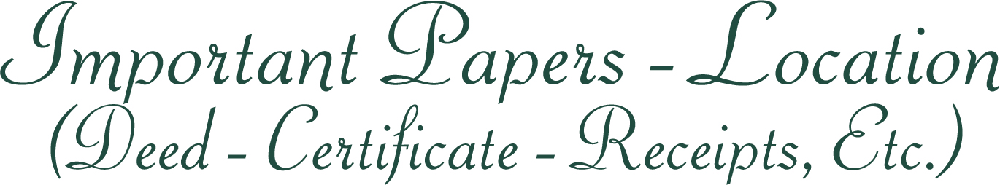 Important Papers - Location
(Deed - Certificate - Receipts, Etc.)